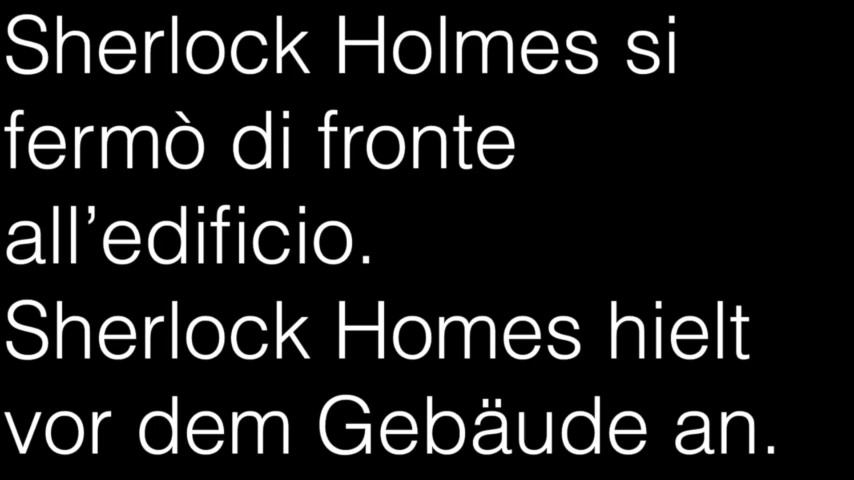 Sherlock Holmes si
fermò di fronte
all’edificio.
Sherlock Homes hielt
vor dem Gebäude an.